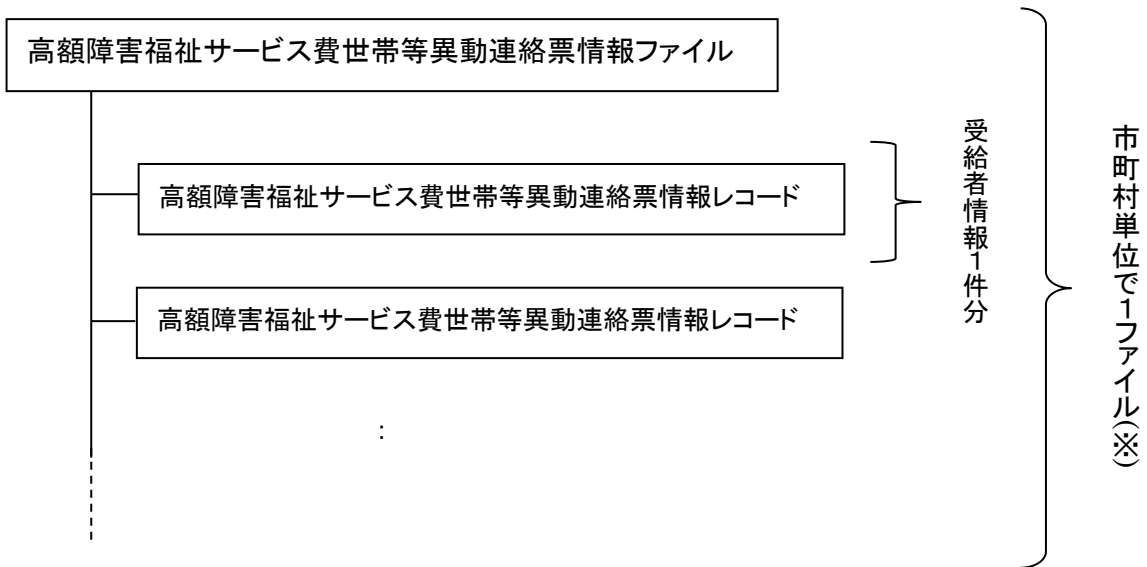 高額障害福祉サービス費世帯等異動連絡票情報ファイル
高額障害福祉サービス費世帯等異動連絡票情報レコード
受給者情報1件分
高額障害福祉サービス費世帯等異動連絡票情報レコード
:
市町村単位で1ファイル(※)